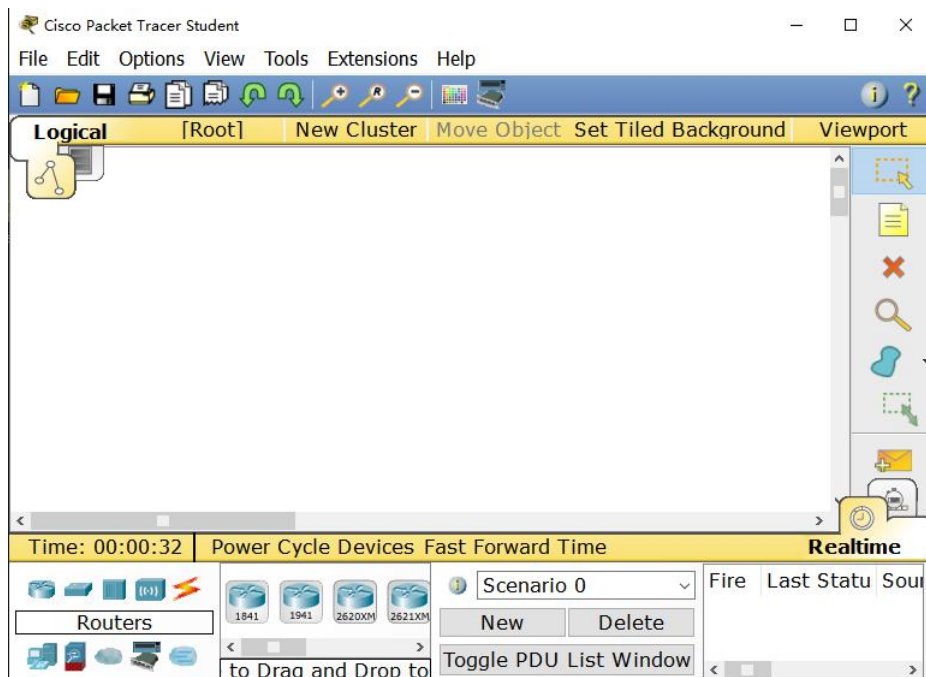 Cisco Packet Tracer Student
File Edit Options View Tools Extensions Help
Logical [Root] New Cluster Move Object Set Tiled Background Viewport
Time: 00:00:32 Power Cycle Devices Fast Forward Time Realtime
Scenario 0 Fire Last Statu Sour
1841 1941 2620XM 2621XM
Routers New Delete
Toggle PDU List Window
to Drag and Drop to